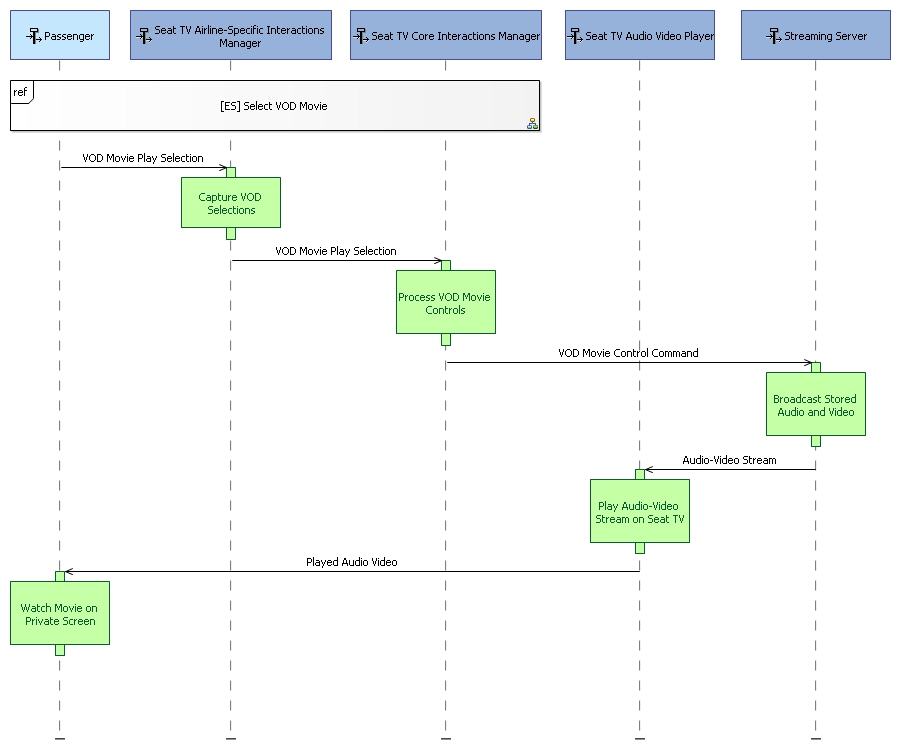 Passenger
Seat TV Airline-Specific Interactions
Manager
Seat TV Core Interactions Manager
Seat TV Audio Video Player
Streaming Server
ref
[ES] Select VOD Movie
VOD Movie Play Selection
Capture VOD
Selections
VOD Movie Play Selection
Process VOD Movie
Controls
VOD Movie Control Command
Broadcast Stored
Audio and Video
Audio-Video Stream
Play Audio-Video
Stream on Seat TV
Played Audio Video
Watch Movie on
Private Screen